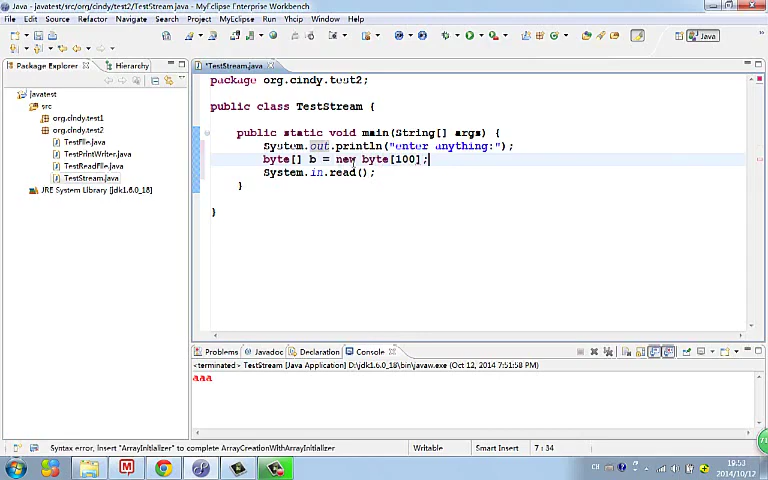 Java - javatest/src/org/cindy/test2/TestStream.java - MyEclipse Enterprise Workbench
File Edit Source Refactor Navigate Search Project MyEclipse Run Yhcip Window Help
Java
Package Explorer Hierarchy
*TestStream.java
javatest
src
org.cindy.test1
org.cindy.test2
TestFile.java
TestPrintWriter.java
TestReadFile.java
TestStream.java
JRE System Library [jdk1.6.0_18]
package org.cindy.test2;
public class TestStream {
public static void main(String[] args) {
System.out.println("enter anything:");
byte[] b = new byte[100];
System.in.read();
}
}
Problems Javadoc Declaration Console
<terminated> TestStream [Java Application] D:\jdk1.6.0_18\bin\javaw.exe (Oct 12, 2014 7:51:58 PM)
aaa
Syntax error, insert "ArrayInitializer" to complete ArrayCreationWithArrayInitializer
Writable Smart Insert 7 : 34
CH
19:53
2014/10/12